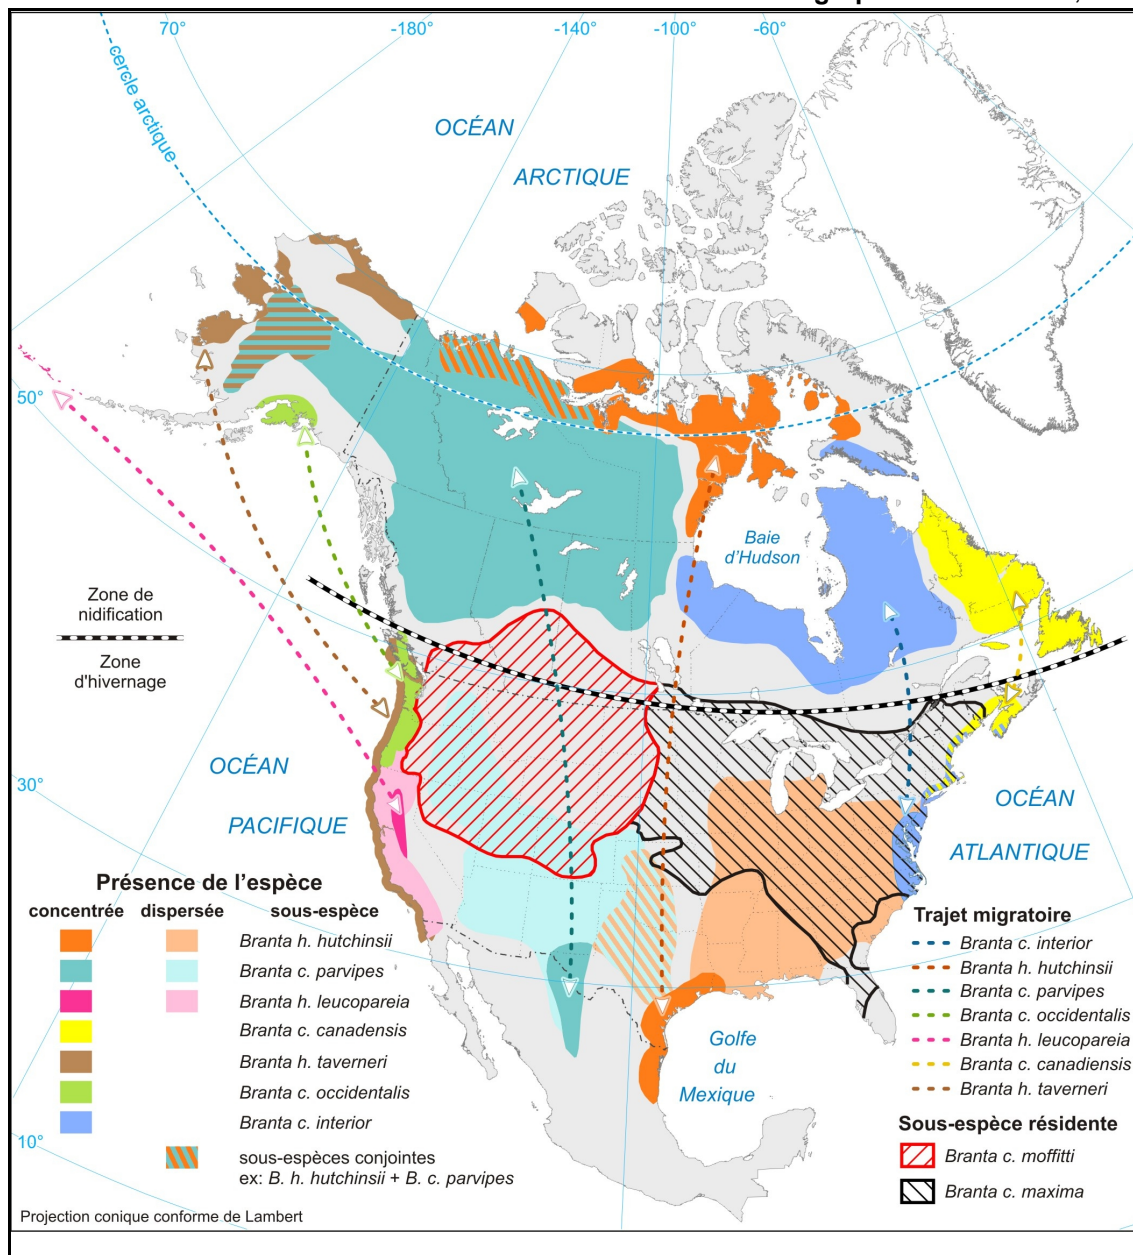 70°
-180°
-140°
-100°
-60°
cercle arctique
OCÉAN
ARCTIQUE
50°
Baie
d'Hudson
Zone de
nidification
Zone
d'hivernage
OCÉAN
PACIFIQUE
30°
OCÉAN
ATLANTIQUE
Golfe
du
Mexique
10°
Présence de l'espèce
concentrée dispersée sous-espèce
Branta h. hutchinsii
Branta c. parvipes
Branta h. leucopareia
Branta c. canadensis
Branta h. taverneri
Branta c. occidentalis
Branta c. interior
sous-espèces conjointes
ex: B. h. hutchinsii + B. c. parvipes
Trajet migratoire
Branta c. interior
Branta h. hutchinsii
Branta c. parvipes
Branta c. occidentalis
Branta h. leucopareia
Branta c. canadiensis
Branta h. taverneri
Sous-espèce résidente
Branta c. moffitti
Branta c. maxima
Projection conique conforme de Lambert